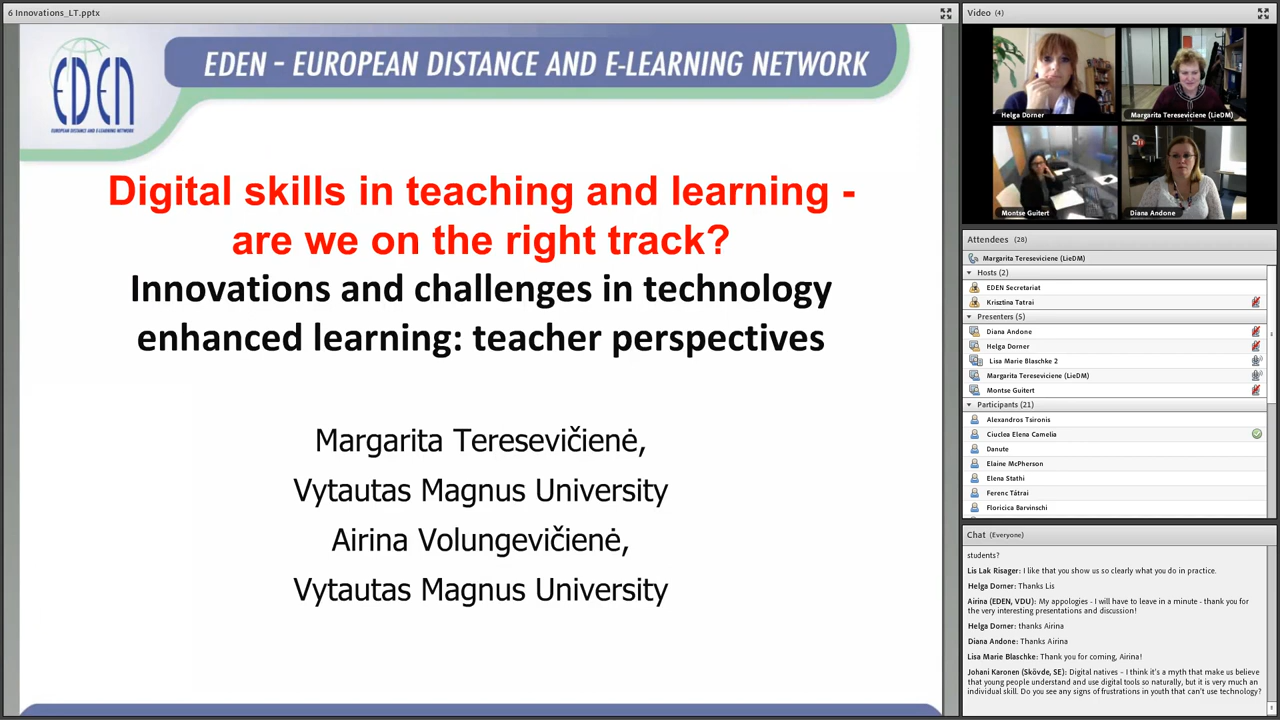 6 Innovations_LT.pptx
EDEN
EUROPEAN DISTANCE AND E-LEARNING NETWORK
EDEN - EUROPEAN DISTANCE AND E-LEARNING NETWORK
Digital skills in teaching and learning -
are we on the right track?
Innovations and challenges in technology
enhanced learning: teacher perspectives
Margarita Teresevičienė,
Vytautas Magnus University
Airina Volungevičienė,
Vytautas Magnus University
Video (4)
Helga Dorner
Margarita Tereseviciene (LieDM)
Montse Guitert
Diana Andone
Attendees (28)
Margarita Tereseviciene (LieDM)
Hosts (2)
EDEN Secretariat
Krisztina Tatrai
Presenters (5)
Diana Andone
Helga Dorner
Lisa Marie Blaschke 2
Margarita Tereseviciene (LieDM)
Montse Guitert
Participants (21)
Alexandros Tsironis
Ciuclea Elena Camelia
Danute
Elaine McPherson
Elena Stathi
Ferenc Tátrai
Floricica Barvinschi
Chat (Everyone)
students?
Lis Lak Risager: I like that you show us so clearly what you do in practice.
Helga Dorner: Thanks Lis
Airina (EDEN, VDU): My appologies - I will have to leave in a minute - thank you for
the very interesting presentations and discussion!
Helga Dorner: thanks Airina
Diana Andone: Thanks Airina
Lisa Marie Blaschke: Thank you for coming, Airina!
Johani Karonen (Skövde, SE): Digital natives – I think it's a myth that make us believe
that young people understand and use digital tools so naturally, but it is very much an
individual skill. Do you see any signs of frustrations in youth that can't use technology?